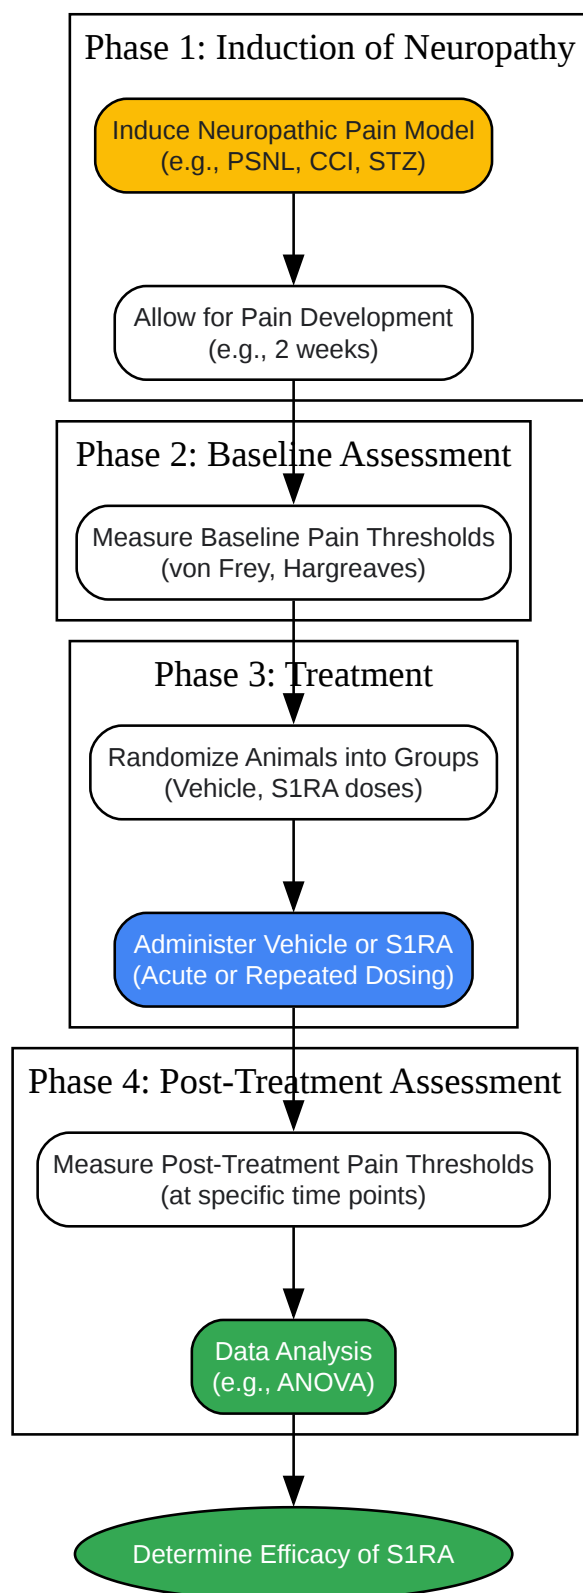 Phase 1: Induction of Neuropathy
Induce Neuropathic Pain Model
(e.g., PSNL, CCI, STZ)
Allow for Pain Development
(e.g., 2 weeks)
Phase 2: Baseline Assessment
Measure Baseline Pain Thresholds
(von Frey, Hargreaves)
Phase 3: Treatment
Randomize Animals into Groups
(Vehicle, S1RA doses)
Administer Vehicle or S1RA
(Acute or Repeated Dosing)
Phase 4: Post-Treatment Assessment
Measure Post-Treatment Pain Thresholds
(at specific time points)
Data Analysis
(e.g., ANOVA)
Determine Efficacy of S1RA